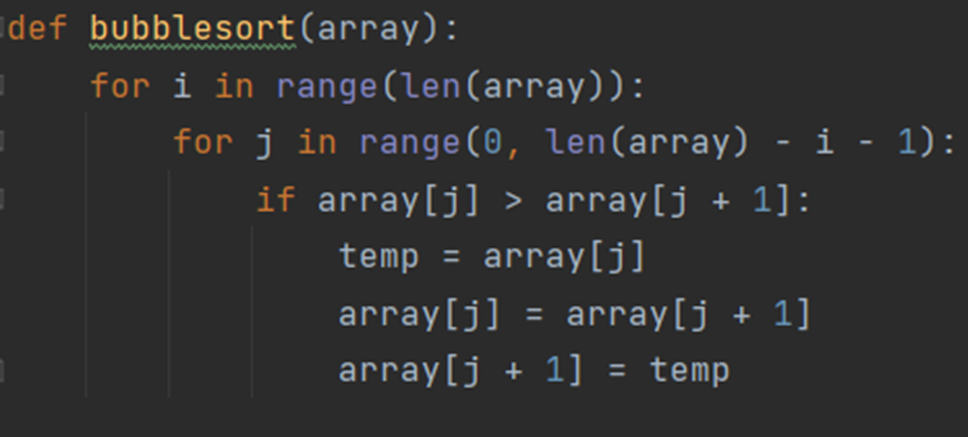 def bubblesort(array):
    for i in range(len(array)):
        for j in range(0, len(array) - i - 1):
            if array[j] > array[j + 1]:
                temp = array[j]
                array[j] = array[j + 1]
                array[j + 1] = temp